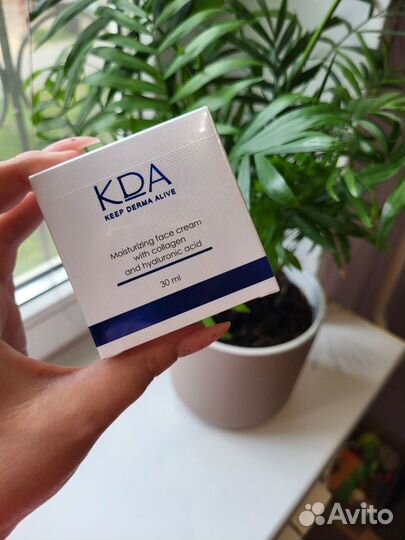 KDA
KEEP DERMA ALIVE
Moisturizing face cream
with collagen
and hyaluronic acid
30 ml
Avito